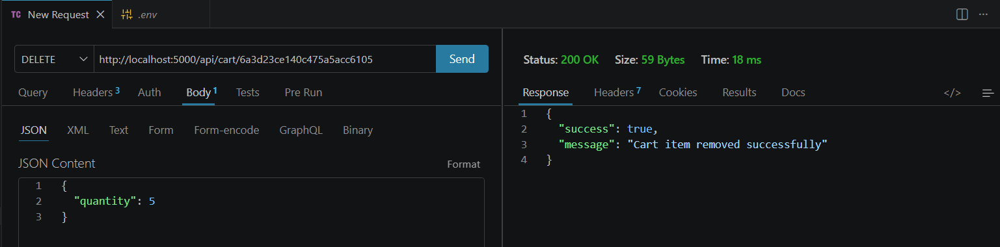 TC New Request .env
DELETE http://localhost:5000/api/cart/6a3d23ce140c475a5acc6105 Send
Query Headers 3 Auth Body 1 Tests Pre Run
JSON XML Text Form Form-encode GraphQL Binary
JSON Content Format
1 {
2 "quantity": 5
3 }
Status: 200 OK Size: 59 Bytes Time: 18 ms
Response Headers 7 Cookies Results Docs </>
1 {
2 "success": true,
3 "message": "Cart item removed successfully"
4 }